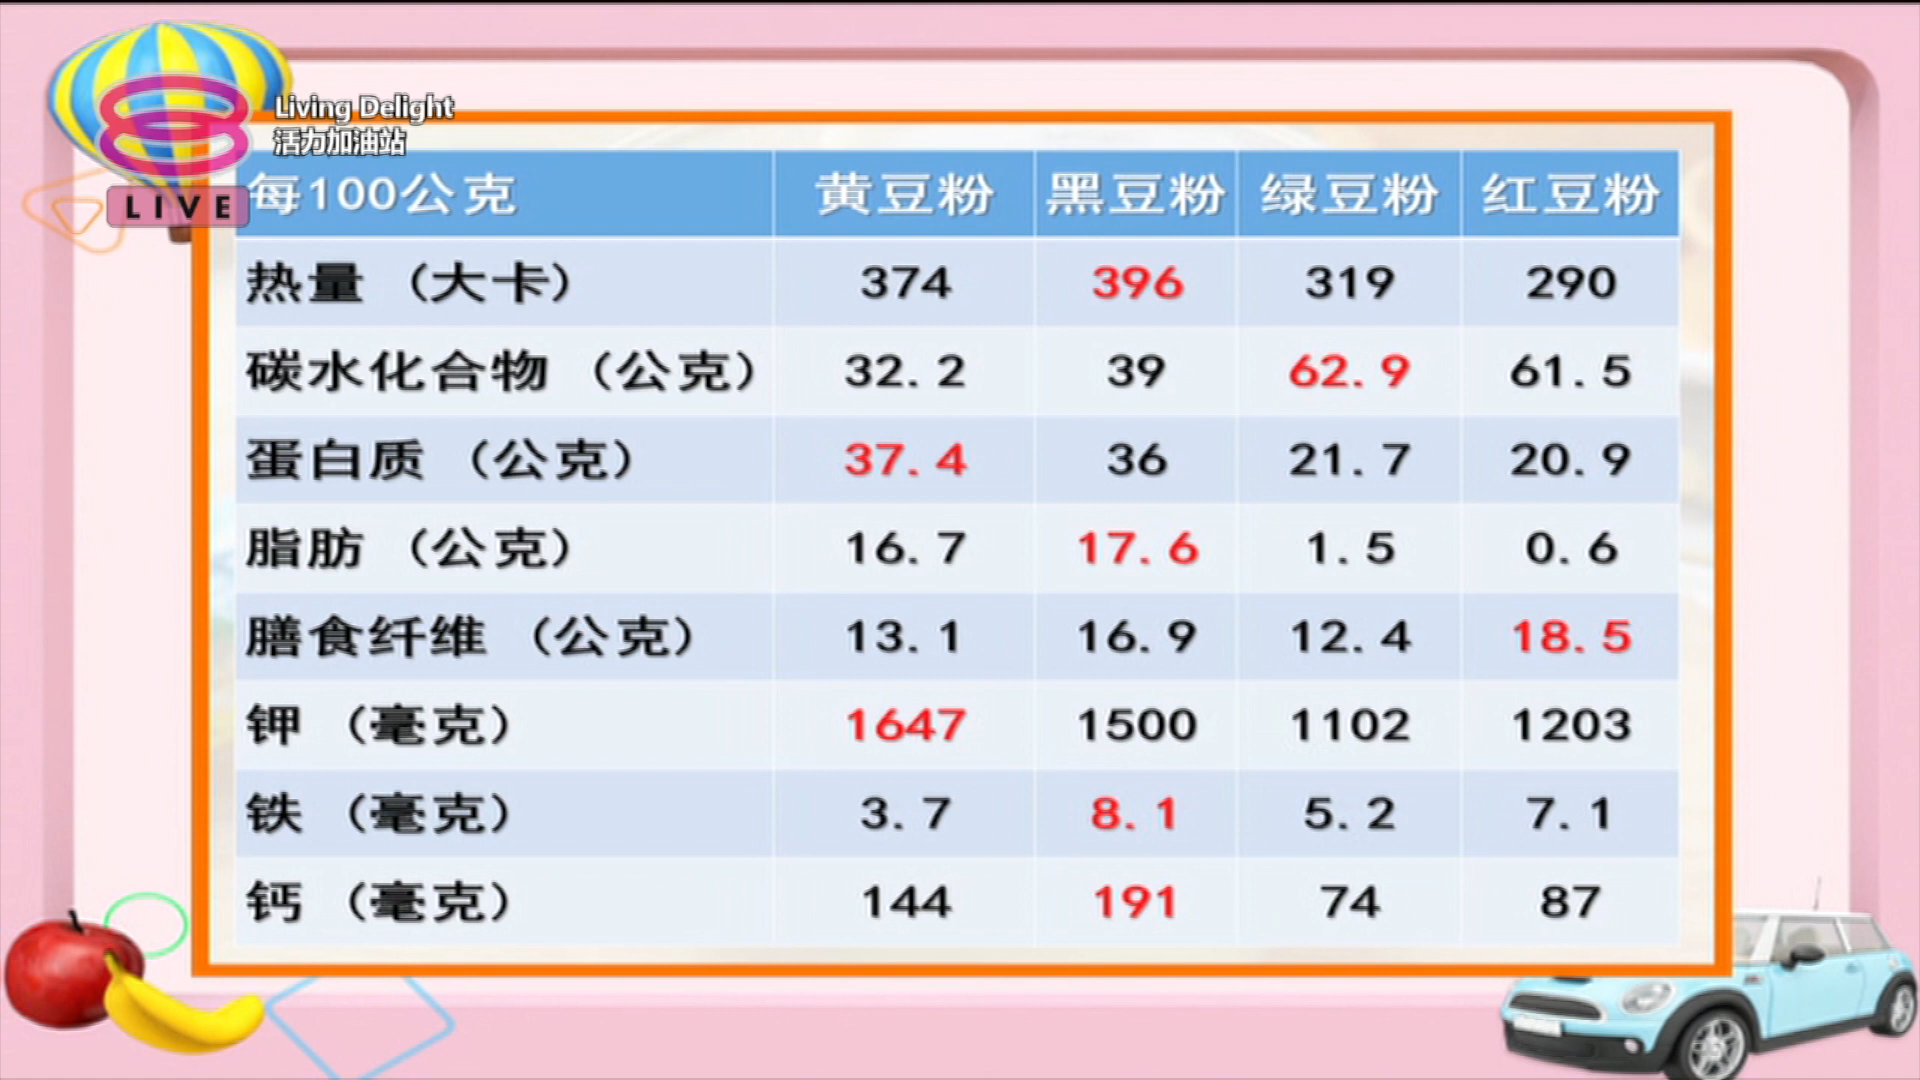 Living Delight
活力加油站
LIVE
每100公克 黄豆粉 黑豆粉 绿豆粉 红豆粉
热量（大卡） 374 396 319 290
碳水化合物（公克） 32.2 39 62.9 61.5
蛋白质（公克） 37.4 36 21.7 20.9
脂肪（公克） 16.7 17.6 1.5 0.6
膳食纤维（公克） 13.1 16.9 12.4 18.5
钾（毫克） 1647 1500 1102 1203
铁（毫克） 3.7 8.1 5.2 7.1
钙（毫克） 144 191 74 87